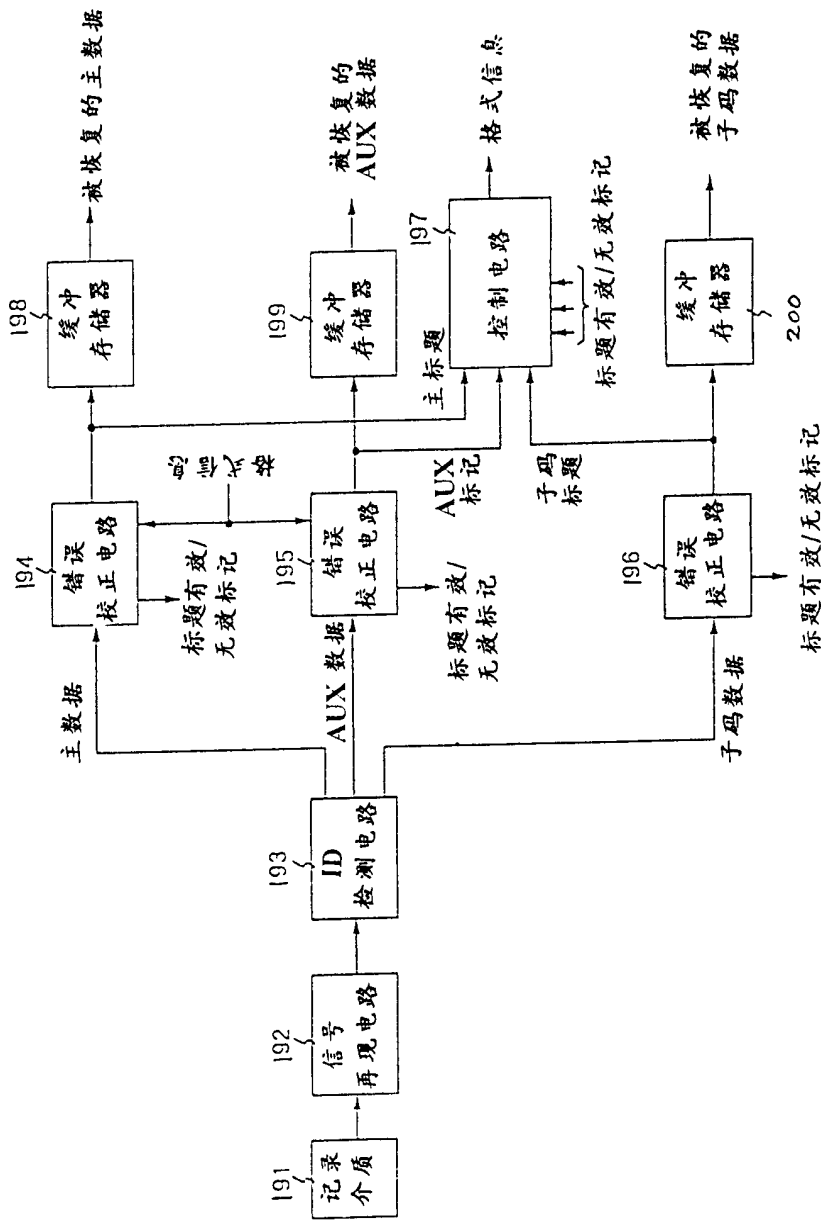 191
记录
介质
192
信号
再现电路
193
ID
检测电路
主数据
AUX 数据
子码数据
194
错误
校正电路
标题有效/
无效标记
格式
信息
195
错误
校正电路
标题有效/
无效标记
196
错误
校正电路
标题有效/无效标记
主标题
AUX
标记
子码
标题
197
控制电路
标题有效/无效标记
格式信息
198
缓冲
存储器
被恢复的主数据
199
缓冲
存储器
被恢复的
AUX 数据
200
缓冲
存储器
被恢复的
子码数据